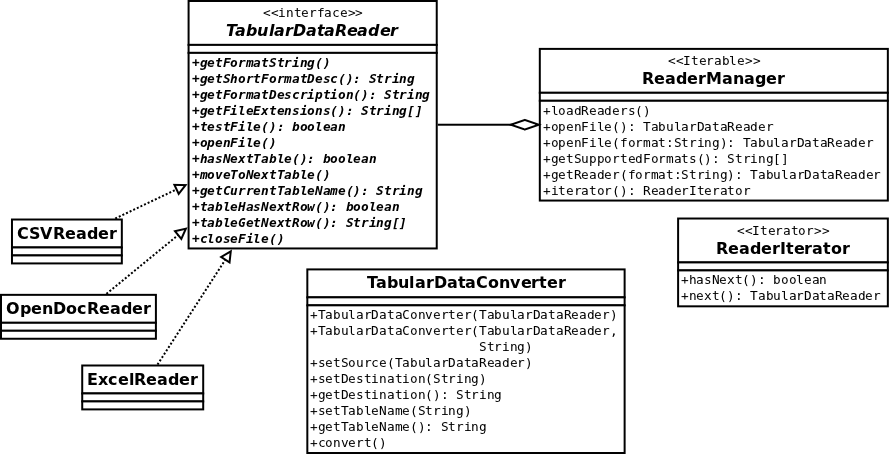 <<interface>>
TabularDataReader
+getFormatString()
+getShortFormatDesc(): String
+getFormatDescription(): String
+getFileExtensions(): String[]
+testFile(): boolean
+openFile()
+hasNextTable(): boolean
+moveToNextTable()
+getCurrentTableName(): String
+tableHasNextRow(): boolean
+tableGetNextRow(): String[]
+closeFile()
<<Iterable>>
ReaderManager
+loadReaders()
+openFile(): TabularDataReader
+openFile(format:String): TabularDataReader
+getSupportedFormats(): String[]
+getReader(format:String): TabularDataReader
+iterator(): ReaderIterator
CSVReader
OpenDocReader
ExcelReader
<<Iterator>>
ReaderIterator
+hasNext(): boolean
+next(): TabularDataReader
TabularDataConverter
+TabularDataConverter(TabularDataReader)
+TabularDataConverter(TabularDataReader,
String)
+setSource(TabularDataReader)
+setDestination(String)
+getDestination(): String
+setTableName(String)
+getTableName(): String
+convert()